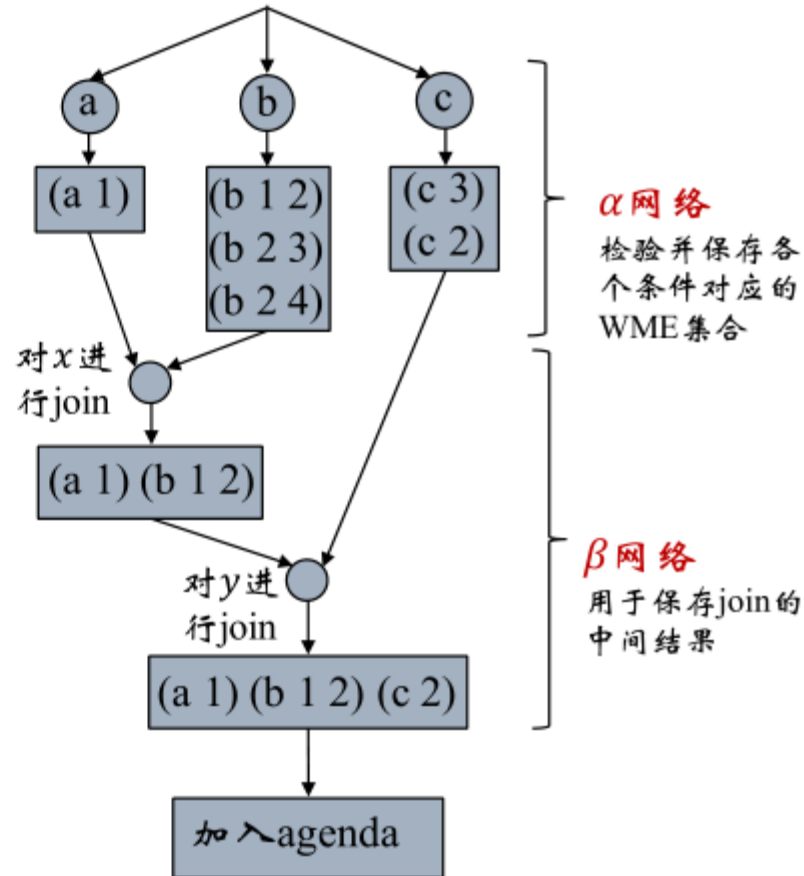 a
b
c
(a 1)
(b 1 2)
(b 2 3)
(b 2 4)
(c 3)
(c 2)
α网络
检验并保存各
个条件对应的
WME集合
对x进
行join
(a 1) (b 1 2)
对y进
行join
β网络
用于保存join的
中间结果
(a 1) (b 1 2) (c 2)
加入agenda